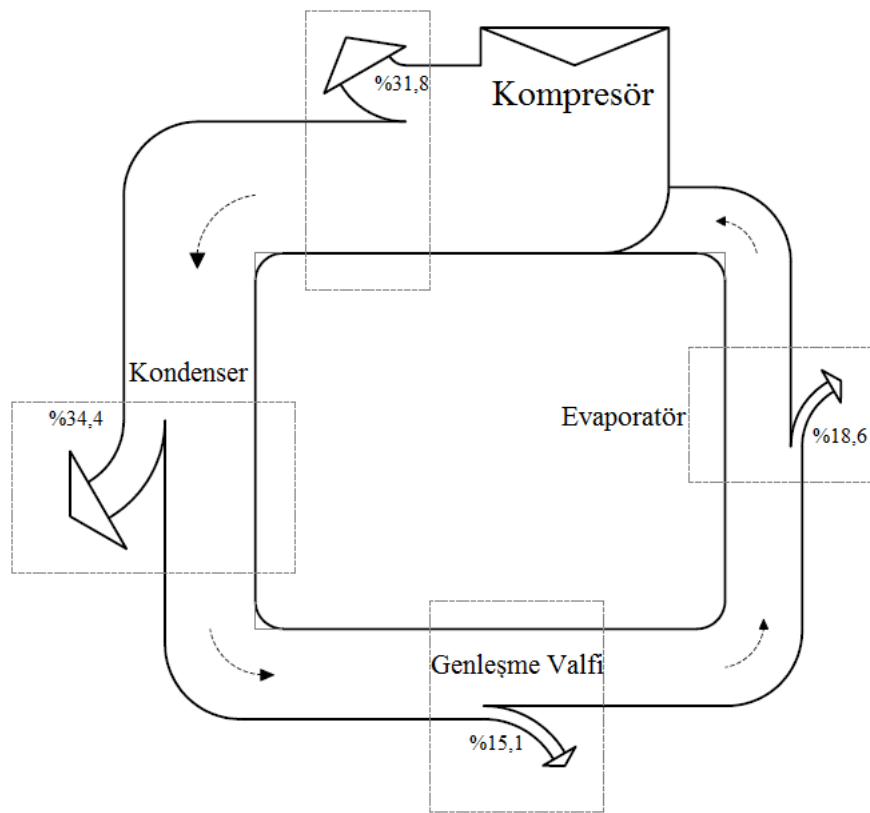 %31,8
Kompresör
Kondenser
%34,4
Evaporatör
%18,6
Genleşme Valfi
%15,1